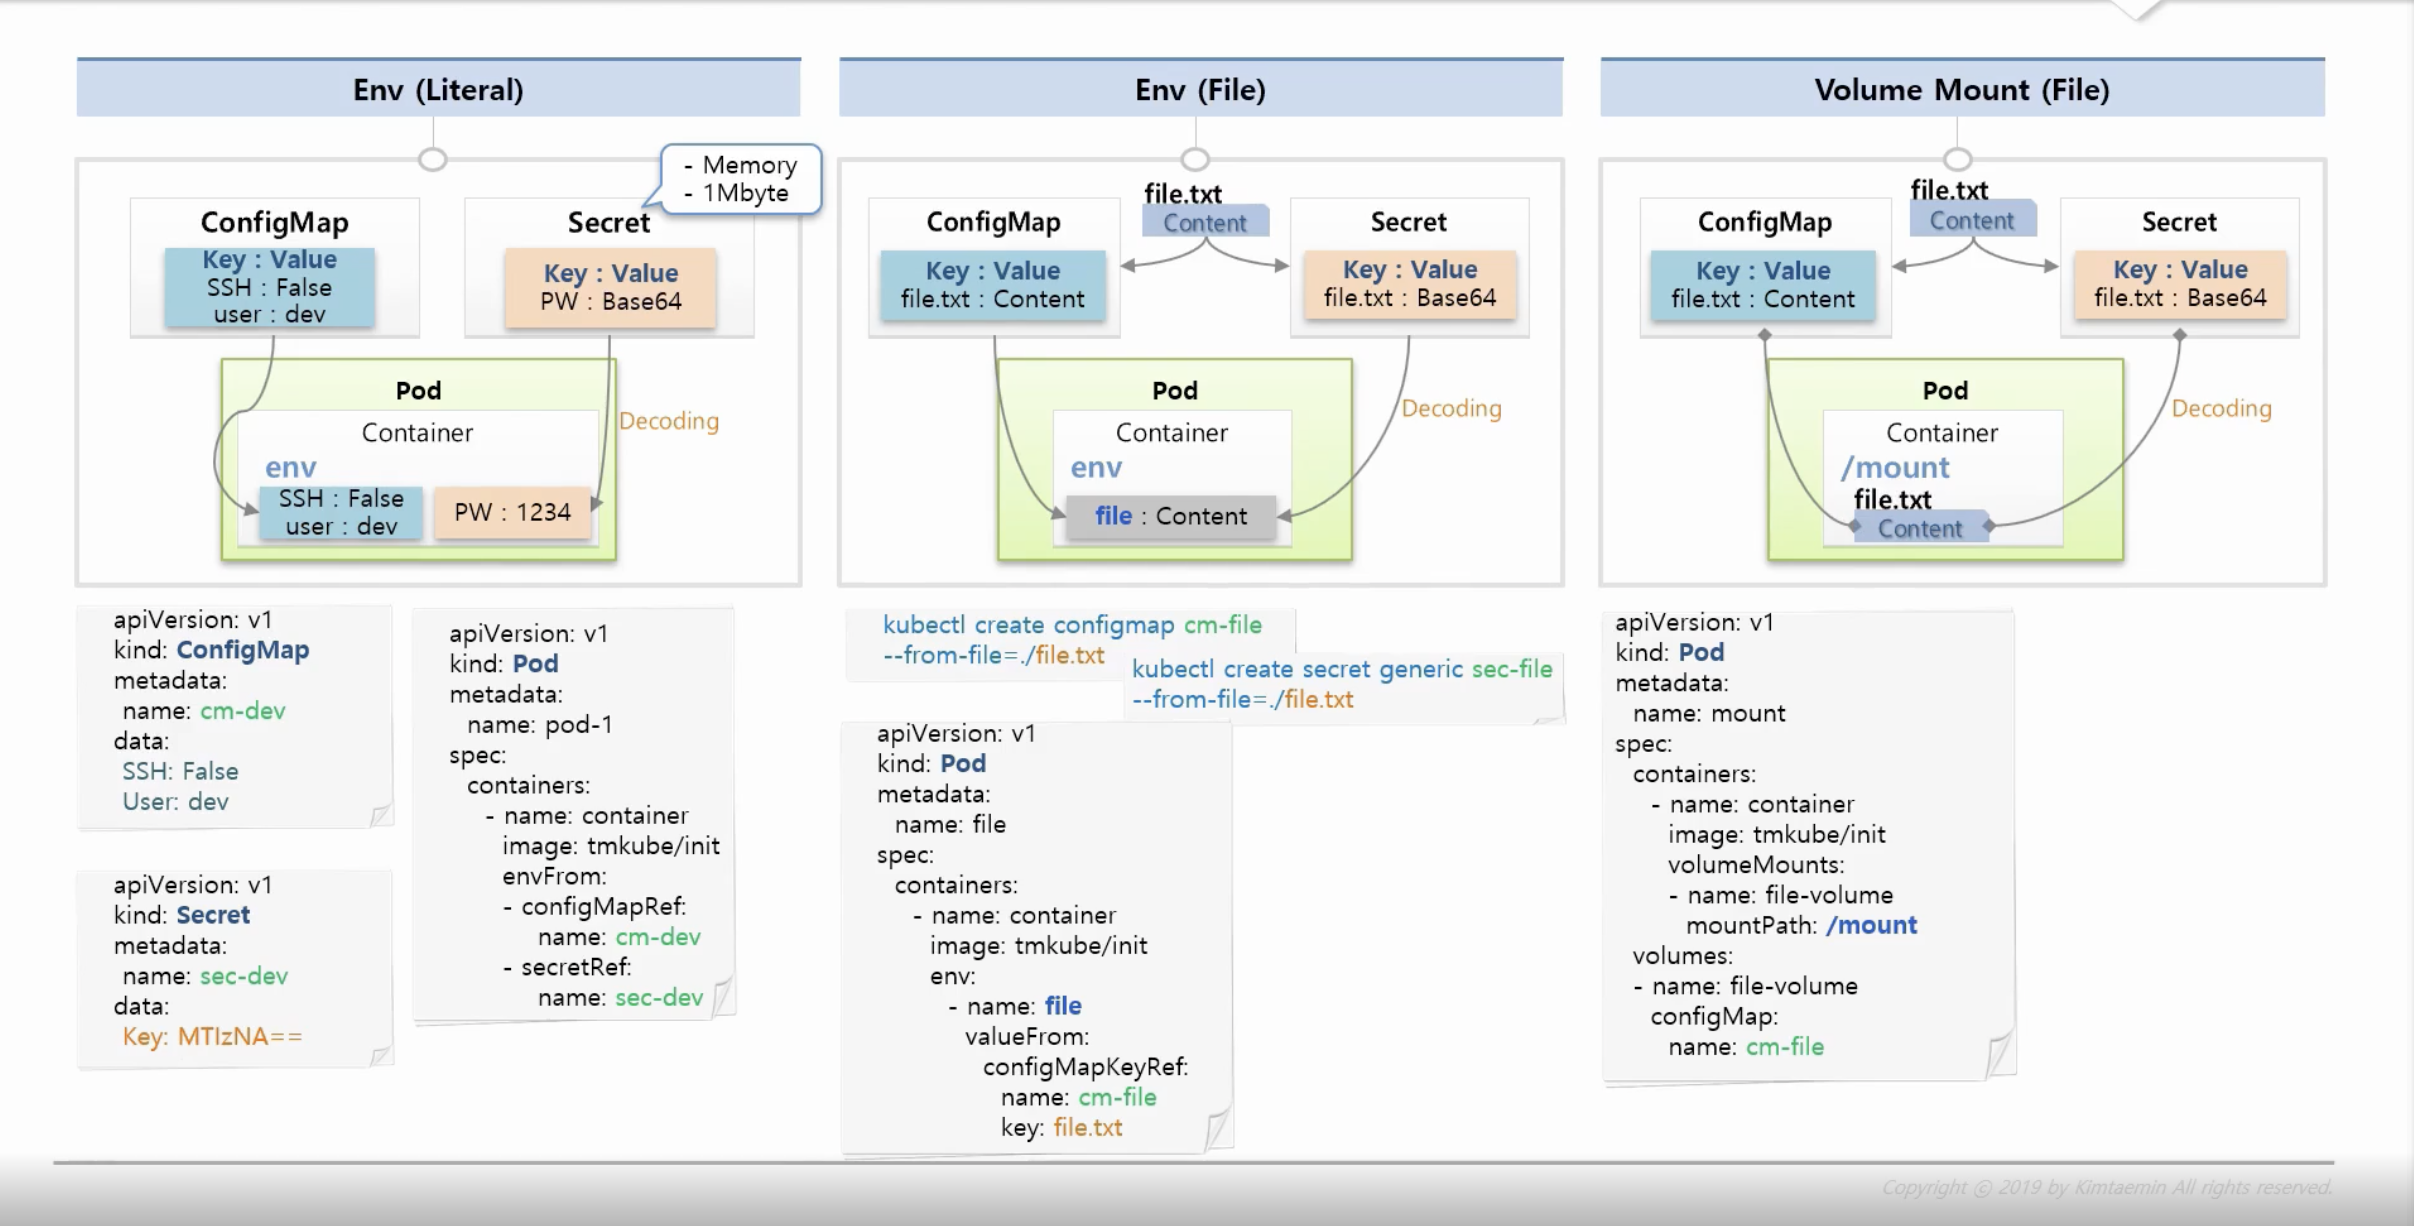 Env (Literal)
- Memory
- 1Mbyte
ConfigMap
Key : Value
SSH : False
user : dev
Secret
Key : Value
PW : Base64
Pod
Container
env
SSH : False
user : dev
PW : 1234
Decoding
apiVersion: v1
kind: ConfigMap
metadata:
name: cm-dev
data:
SSH: False
User: dev
apiVersion: v1
kind: Secret
metadata:
name: sec-dev
data:
Key: MTIzNA==
apiVersion: v1
kind: Pod
metadata:
name: pod-1
spec:
containers:
- name: container
image: tmkube/init
envFrom:
- configMapRef:
name: cm-dev
- secretRef:
name: sec-dev
Env (File)
file.txt
Content
ConfigMap
Key : Value
file.txt : Content
Secret
Key : Value
file.txt : Base64
Pod
Container
env
file : Content
Decoding
kubectl create configmap cm-file
--from-file=./file.txt
kubectl create secret generic sec-file
--from-file=./file.txt
apiVersion: v1
kind: Pod
metadata:
name: file
spec:
containers:
- name: container
image: tmkube/init
env:
- name: file
valueFrom:
configMapKeyRef:
name: cm-file
key: file.txt
Volume Mount (File)
file.txt
Content
ConfigMap
Key : Value
file.txt : Content
Secret
Key : Value
file.txt : Base64
Pod
Container
/mount
file.txt
Content
Decoding
apiVersion: v1
kind: Pod
metadata:
name: mount
spec:
containers:
- name: container
image: tmkube/init
volumeMounts:
- name: file-volume
mountPath: /mount
volumes:
- name: file-volume
configMap:
name: cm-file
Copyright ⓒ 2019 by Kimtaemin All rights reserved.